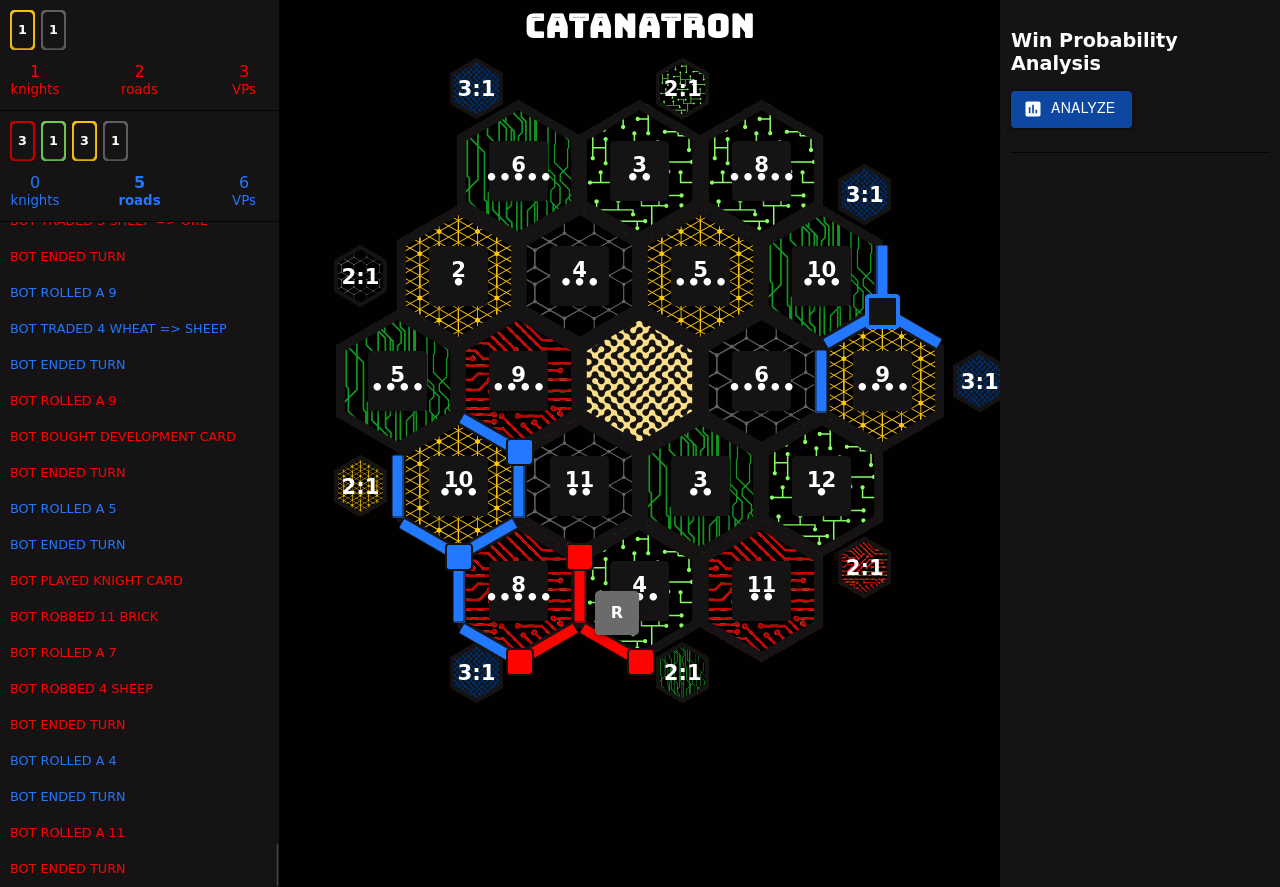 CATANATRON
1 1
1 2 3
knights roads VPs
3 1 3 1
0 5 6
knights roads VPs
BOT TRADED 3 SHEEP => ORE
BOT ENDED TURN
BOT ROLLED A 9
BOT TRADED 4 WHEAT => SHEEP
BOT ENDED TURN
BOT ROLLED A 9
BOT BOUGHT DEVELOPMENT CARD
BOT ENDED TURN
BOT ROLLED A 5
BOT ENDED TURN
BOT PLAYED KNIGHT CARD
BOT ROBBED 11 BRICK
BOT ROLLED A 7
BOT ROBBED 4 SHEEP
BOT ENDED TURN
BOT ROLLED A 4
BOT ENDED TURN
BOT ROLLED A 11
BOT ENDED TURN
3:1 2:1
6 3 8
3:1
2:1 2 4 5 10
5 9 6 9 3:1
2:1 10 11 3 12
8 4 11 2:1
R
3:1 2:1
Win Probability
Analysis
ANALYZE